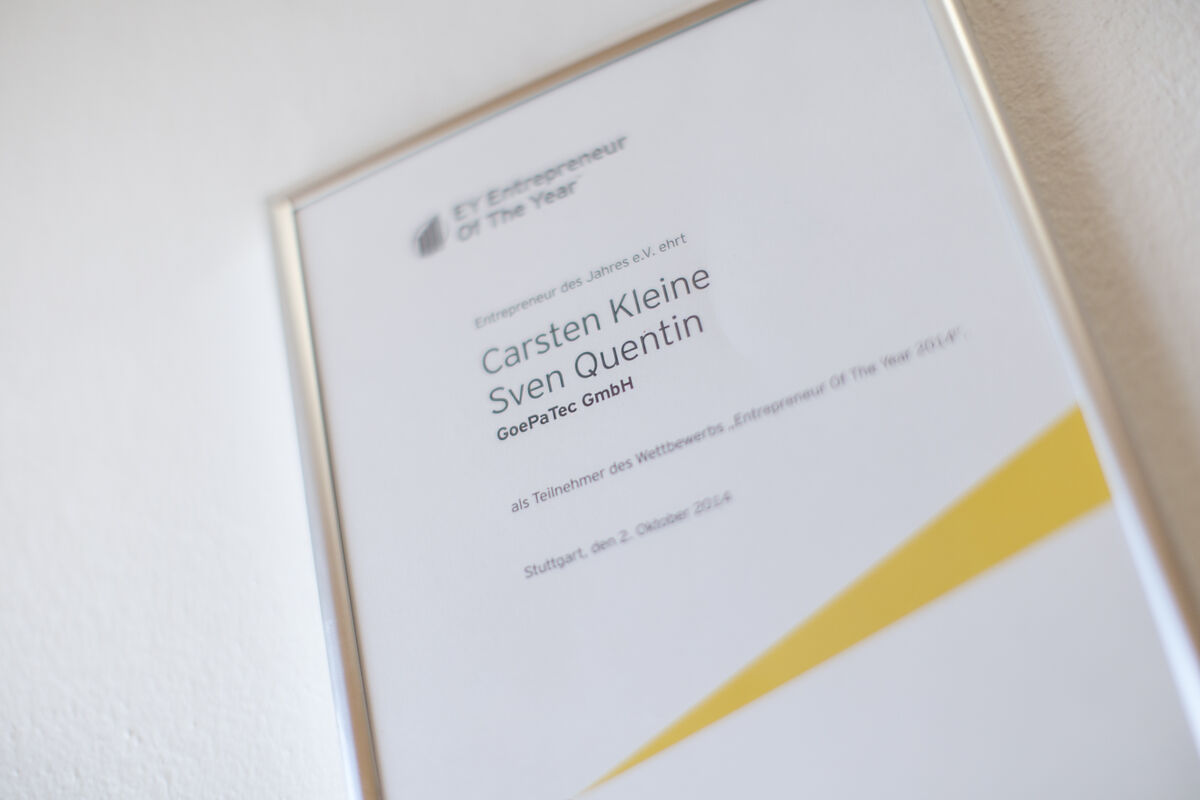 EY Entrepreneur
Of The Year™
Entrepreneur des Jahres e.V. ehrt
Carsten Kleine
Sven Quentin
GoePaTec GmbH
als Teilnehmer des Wettbewerbs „Entrepreneur Of The Year 2014“.
Stuttgart, den 2. Oktober 2014